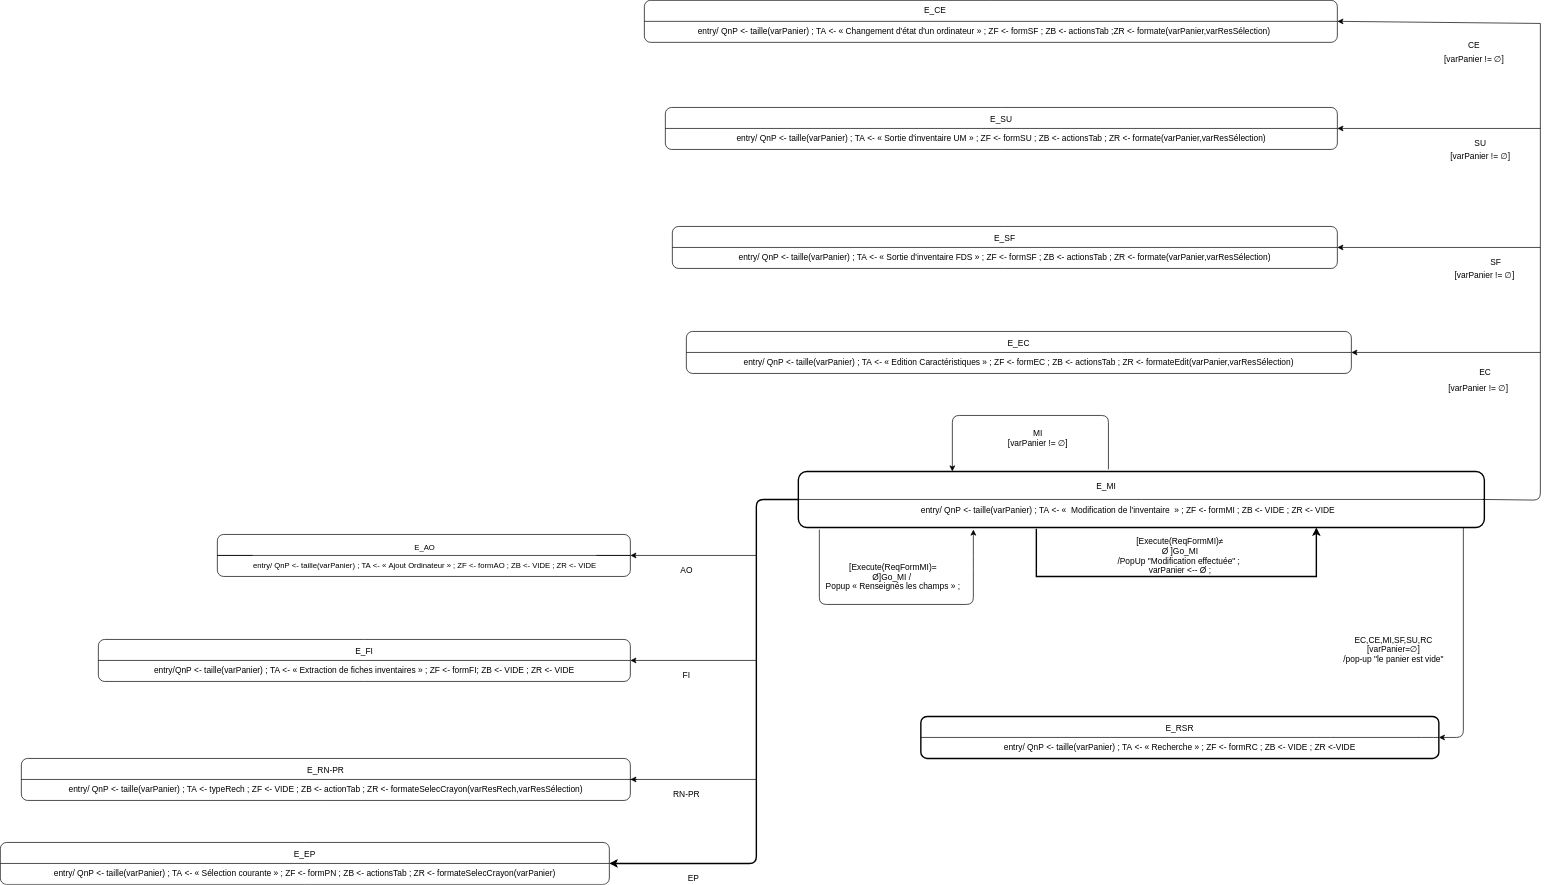 E_CE
entry/ QnP <- taille(varPanier) ; TA <- « Changement d'état d'un ordinateur » ; ZF <- formSF ; ZB <- actionsTab ;ZR <- formate(varPanier,varResSélection)
CE
[varPanier != ∅]
E_SU
entry/ QnP <- taille(varPanier) ; TA <- « Sortie d'inventaire UM » ; ZF <- formSU ; ZB <- actionsTab ; ZR <- formate(varPanier,varResSélection)
SU
[varPanier != ∅]
E_SF
entry/ QnP <- taille(varPanier) ; TA <- « Sortie d'inventaire FDS » ; ZF <- formSF ; ZB <- actionsTab ; ZR <- formate(varPanier,varResSélection)
SF
[varPanier != ∅]
E_EC
entry/ QnP <- taille(varPanier) ; TA <- « Edition Caractéristiques » ; ZF <- formEC ; ZB <- actionsTab ; ZR <- formateEdit(varPanier,varResSélection)
EC
[varPanier != ∅]
MI
[varPanier != ∅]
E_MI
entry/ QnP <- taille(varPanier) ; TA <- «  Modification de l'inventaire  » ; ZF <- formMI ; ZB <- VIDE ; ZR <- VIDE
E_AO
entry/ QnP <- taille(varPanier) ; TA <- « Ajout Ordinateur » ; ZF <- formAO ; ZB <- VIDE ; ZR <- VIDE
AO
[Execute(ReqFormMI)=
Ø]Go_MI /
Popup « Renseignés les champs » ;
[Execute(ReqFormMI)≠
Ø ]Go_MI
/PopUp "Modification effectuée" ;
varPanier <-- Ø ;
EC,CE,MI,SF,SU,RC
[varPanier=∅]
/pop-up "le panier est vide"
E_FI
entry/QnP <- taille(varPanier) ; TA <- « Extraction de fiches inventaires » ; ZF <- formFI; ZB <- VIDE ; ZR <- VIDE
FI
E_RSR
entry/ QnP <- taille(varPanier) ; TA <- « Recherche » ; ZF <- formRC ; ZB <- VIDE ; ZR <-VIDE
E_RN-PR
entry/ QnP <- taille(varPanier) ; TA <- typeRech ; ZF <- VIDE ; ZB <- actionTab ; ZR <- formateSelecCrayon(varResRech,varResSélection)
RN-PR
E_EP
entry/ QnP <- taille(varPanier) ; TA <- « Sélection courante » ; ZF <- formPN ; ZB <- actionsTab ; ZR <- formateSelecCrayon(varPanier)
EP